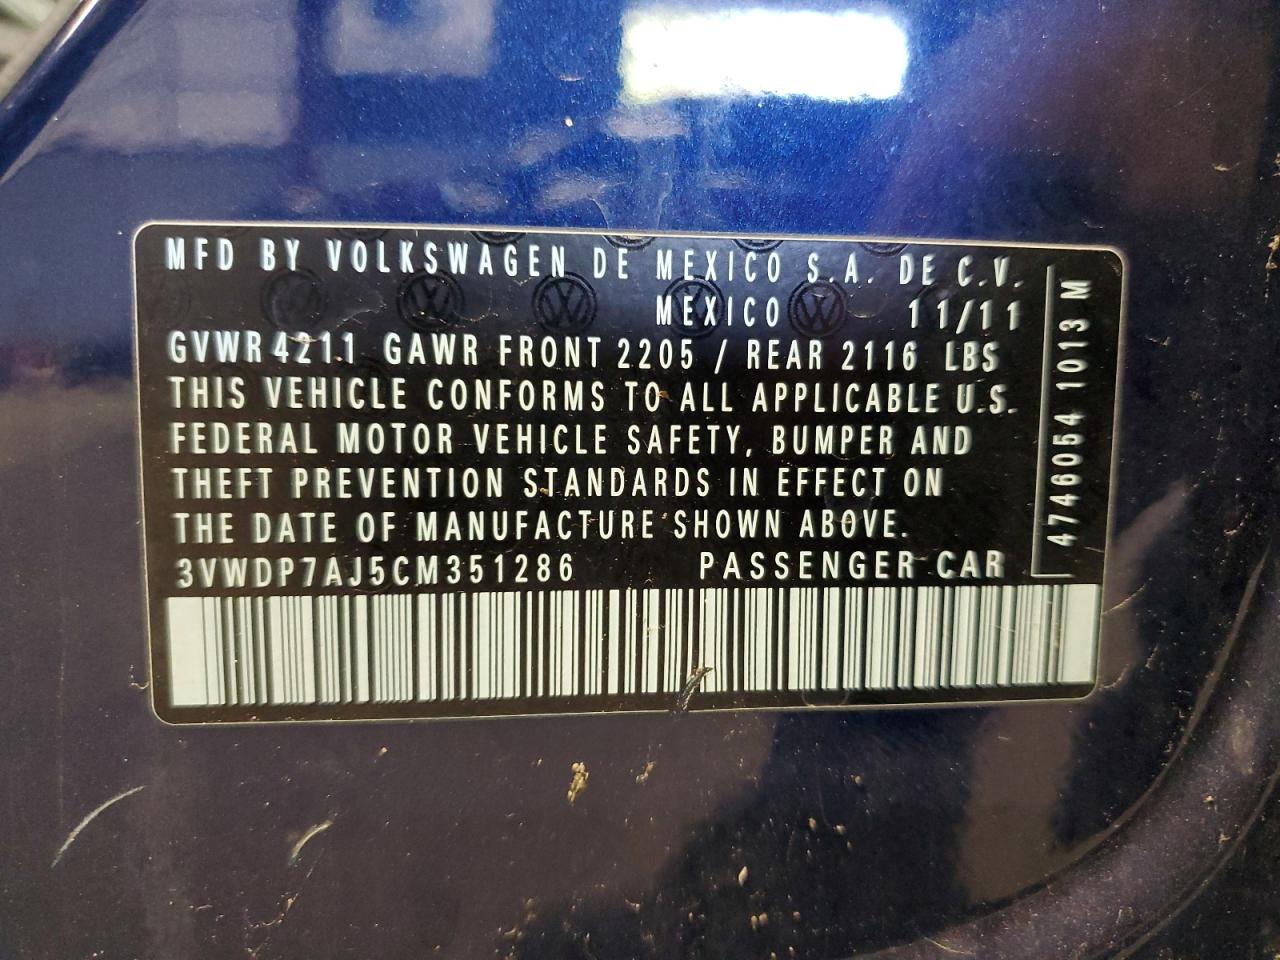 MFD BY VOLKSWAGEN DE MEXICO S.A. DE C.V.
MEXICO 11/11
GVWR 4211 GAWR FRONT 2205 / REAR 2116 LBS
THIS VEHICLE CONFORMS TO ALL APPLICABLE U.S.
FEDERAL MOTOR VEHICLE SAFETY, BUMPER AND
THEFT PREVENTION STANDARDS IN EFFECT ON
THE DATE OF MANUFACTURE SHOWN ABOVE.
3VWDP7AJ5CM351286 PASSENGER CAR
4746054 1013 M